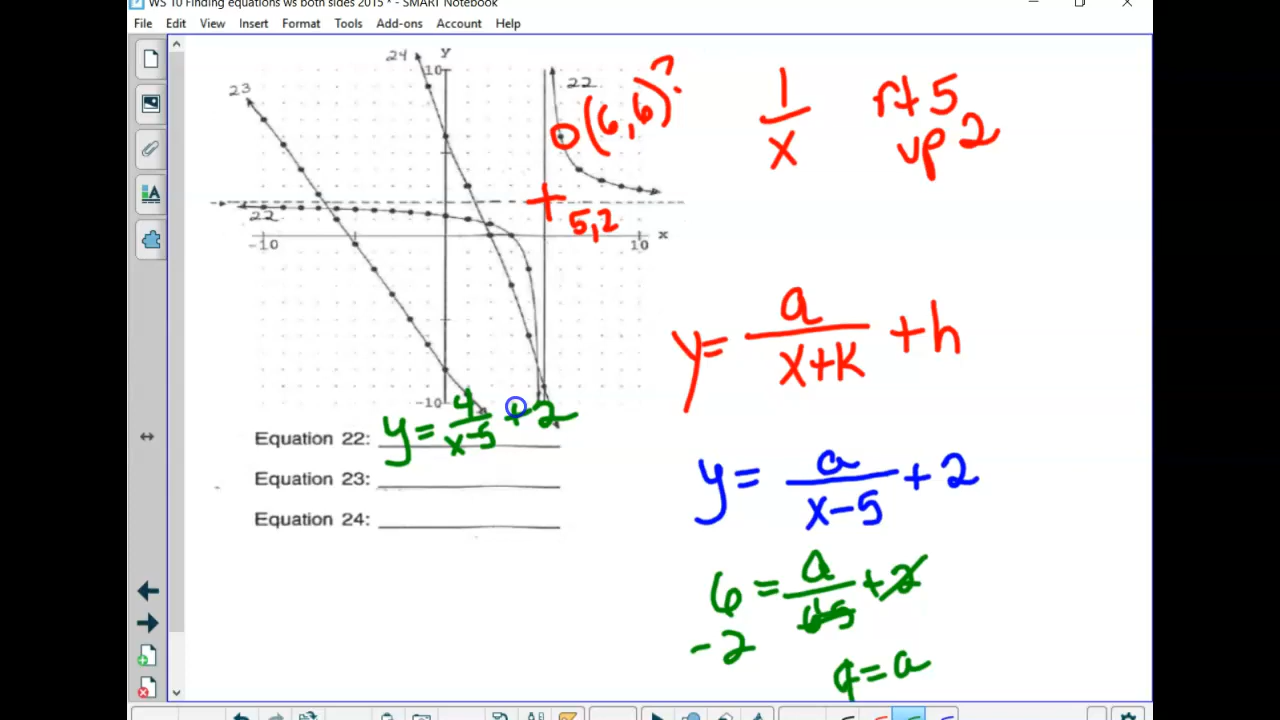 WS 10 Finding equations ws both sides 2015 * - SMART Notebook
File Edit View Insert Format Tools Add-ons Account Help
24
y
10
23
22
(6,6)?
1/x
rt 5
up 2
5,2
22
-10
10
x
y = a/(x+k) + h
-10
y = 4/(x-5) + 2
Equation 22:
Equation 23:
Equation 24:
y = a/(x-5) + 2
6 = a/(6-5) + 2
-2
4 = a